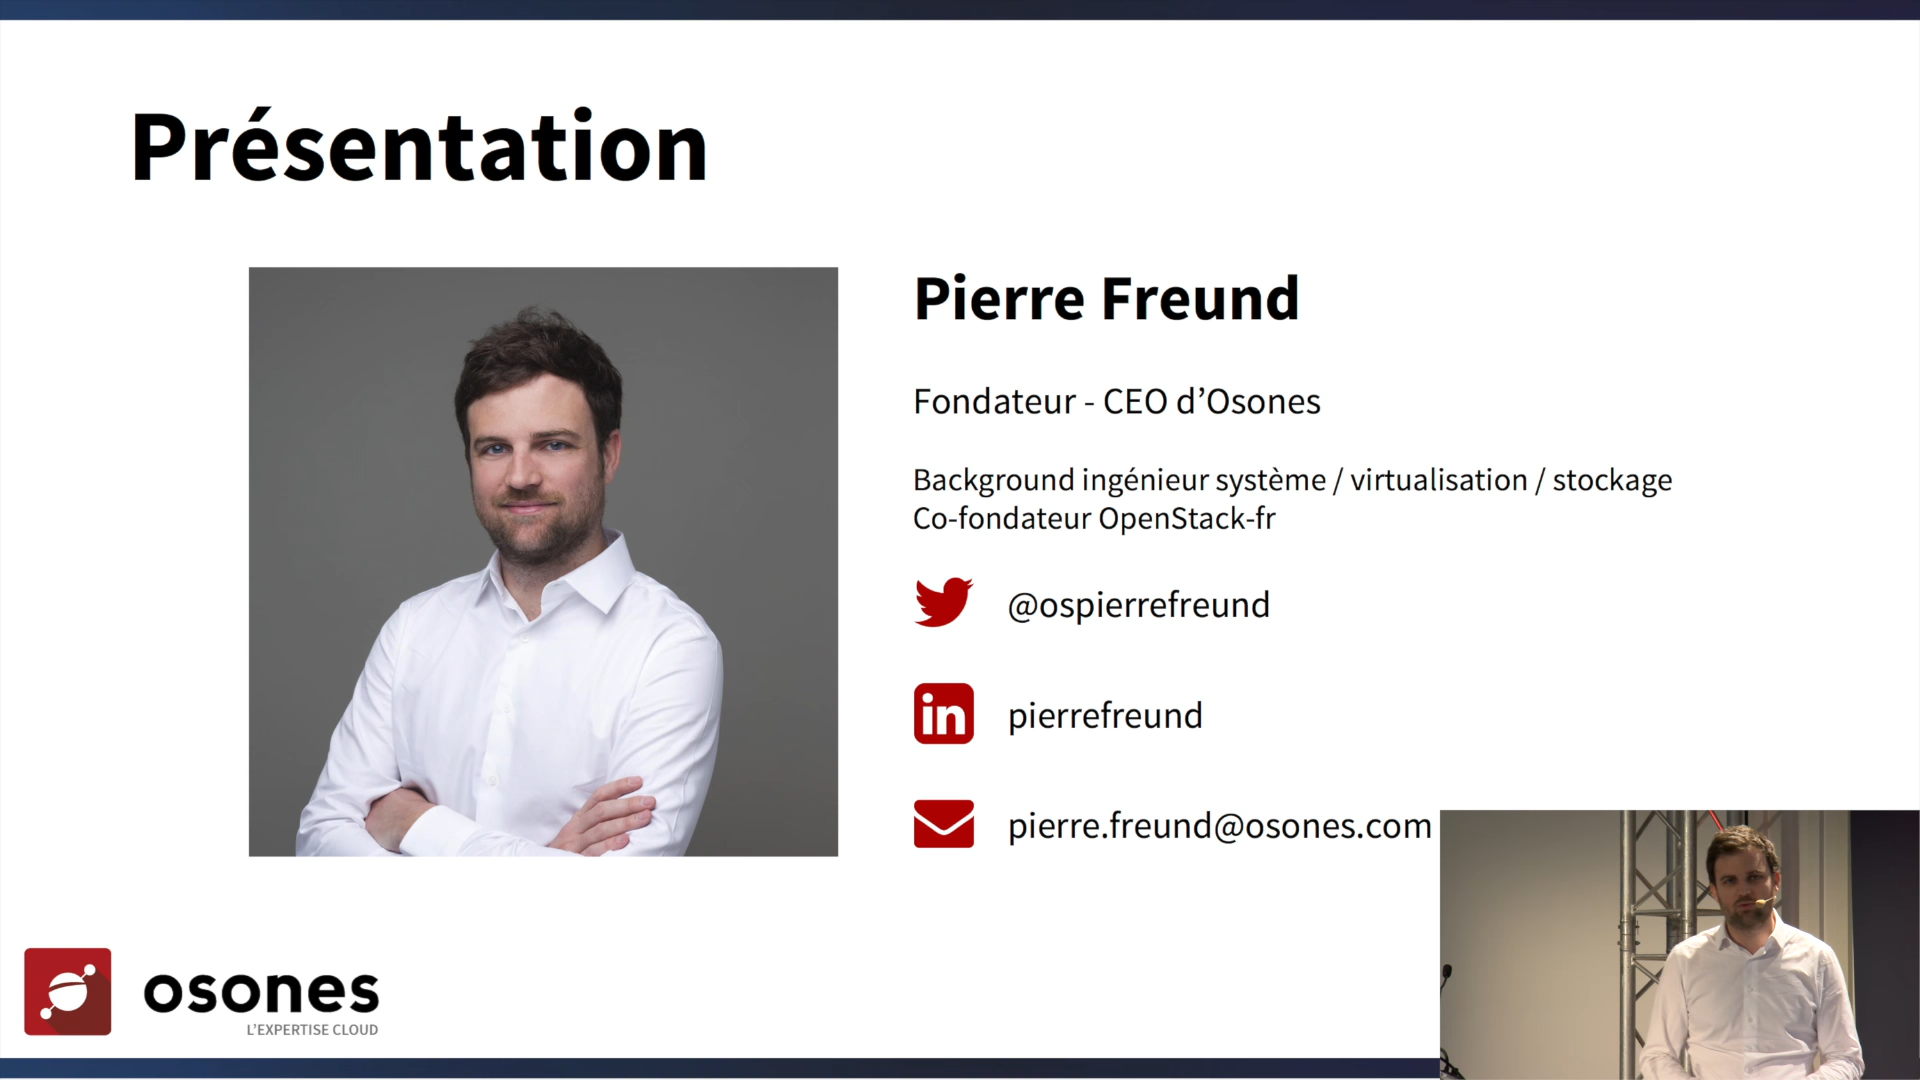 Présentation
Pierre Freund
Fondateur - CEO d’Osones
Background ingénieur système / virtualisation / stockage
Co-fondateur OpenStack-fr
@ospierrefreund
in pierrefreund
pierre.freund@osones.com
osones
L’EXPERTISE CLOUD